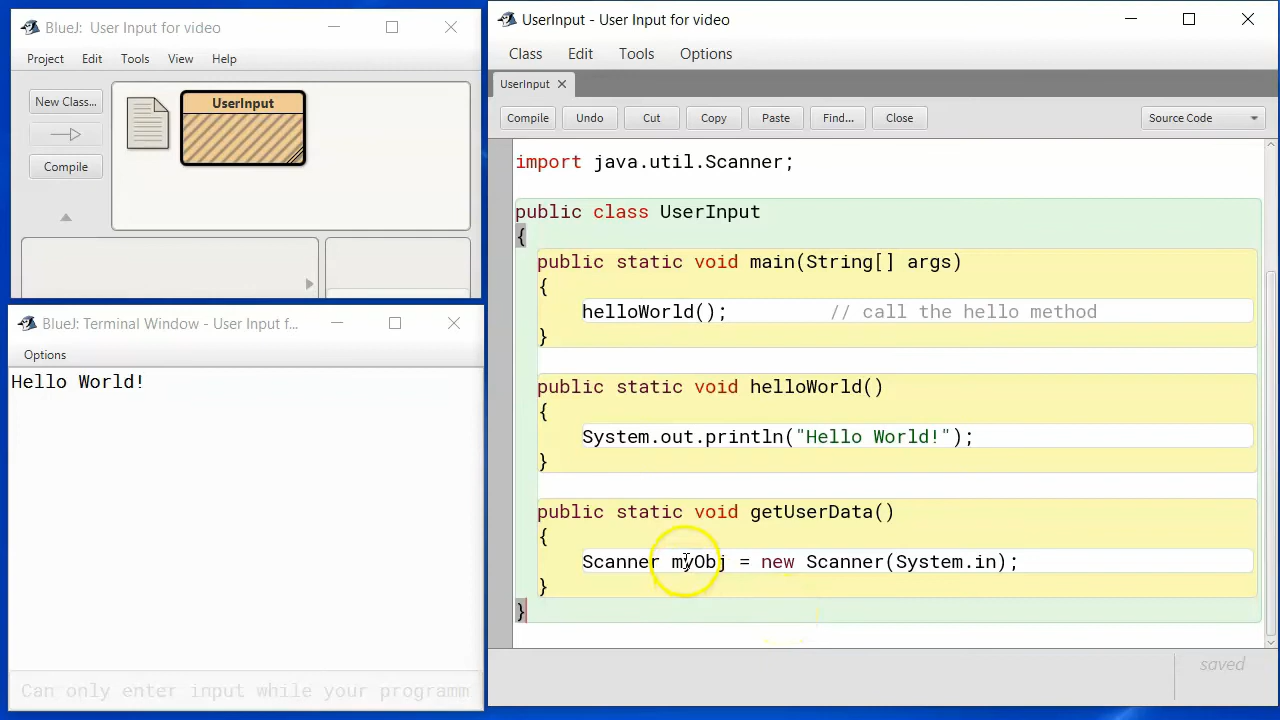 BlueJ: User Input for video
Project Edit Tools View Help
New Class...
Compile
UserInput
BlueJ: Terminal Window - User Input f...
Options
Hello World!
Can only enter input while your programm
UserInput - User Input for video
Class Edit Tools Options
UserInput
Compile Undo Cut Copy Paste Find... Close Source Code
import java.util.Scanner;
public class UserInput
{
public static void main(String[] args)
{
helloWorld(); // call the hello method
}
public static void helloWorld()
{
System.out.println("Hello World!");
}
public static void getUserData()
{
Scanner myObj = new Scanner(System.in);
}
}
saved